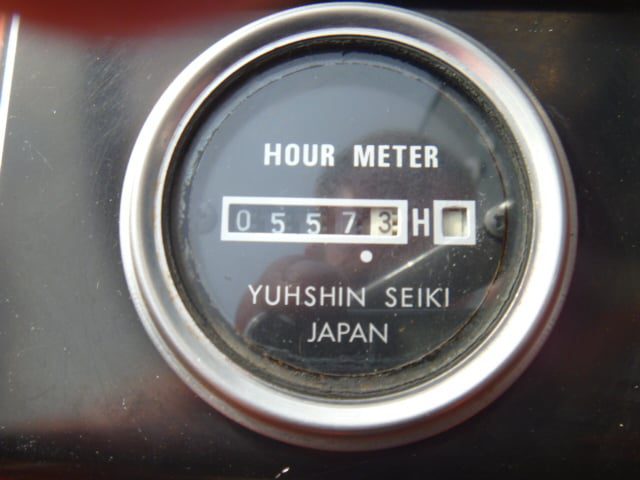 HOUR METER
05573 H
YUHSHIN SEIKI
JAPAN